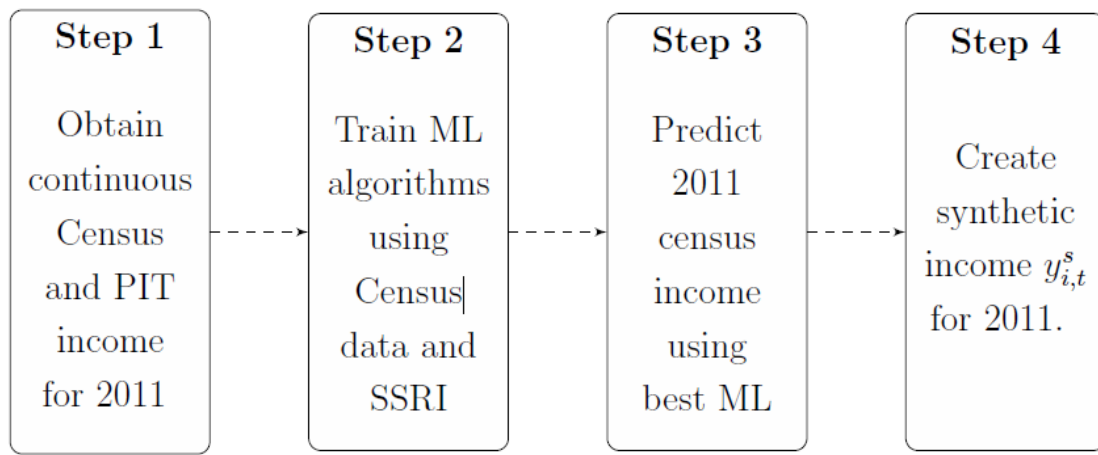 Step 1
Obtain
continuous
Census
and PIT
income
for 2011
Step 2
Train ML
algorithms
using
Census
data and
SSRI
Step 3
Predict
2011
census
income
using
best ML
Step 4
Create
synthetic
income $y_{i,t}^{s}$
for 2011.